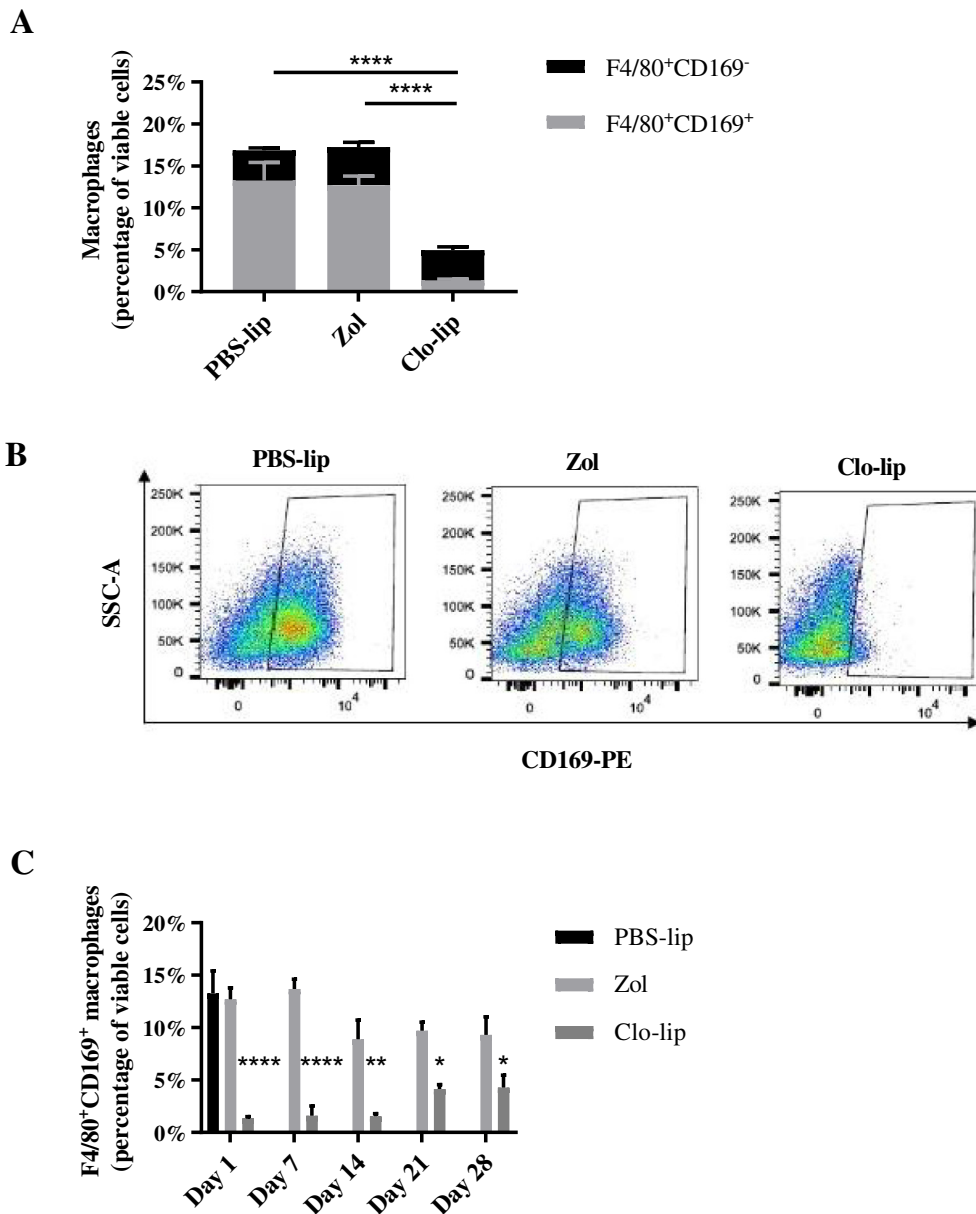 A
****
****
F4/80⁺CD169⁻
F4/80⁺CD169⁺
Macrophages
(percentage of viable cells)
25%
20%
15%
10%
5%
0%
PBS-lip
Zol
Clo-lip
B
PBS-lip
Zol
Clo-lip
SSC-A
250K
200K
150K
100K
50K
0
0
10⁴
250K
200K
150K
100K
50K
0
0
10⁴
250K
200K
150K
100K
50K
0
0
10⁴
CD169-PE
C
F4/80⁺CD169⁺ macrophages
(percentage of viable cells)
20%
15%
10%
5%
0%
****
****
**
*
*
Day 1
Day 7
Day 14
Day 21
Day 28
PBS-lip
Zol
Clo-lip